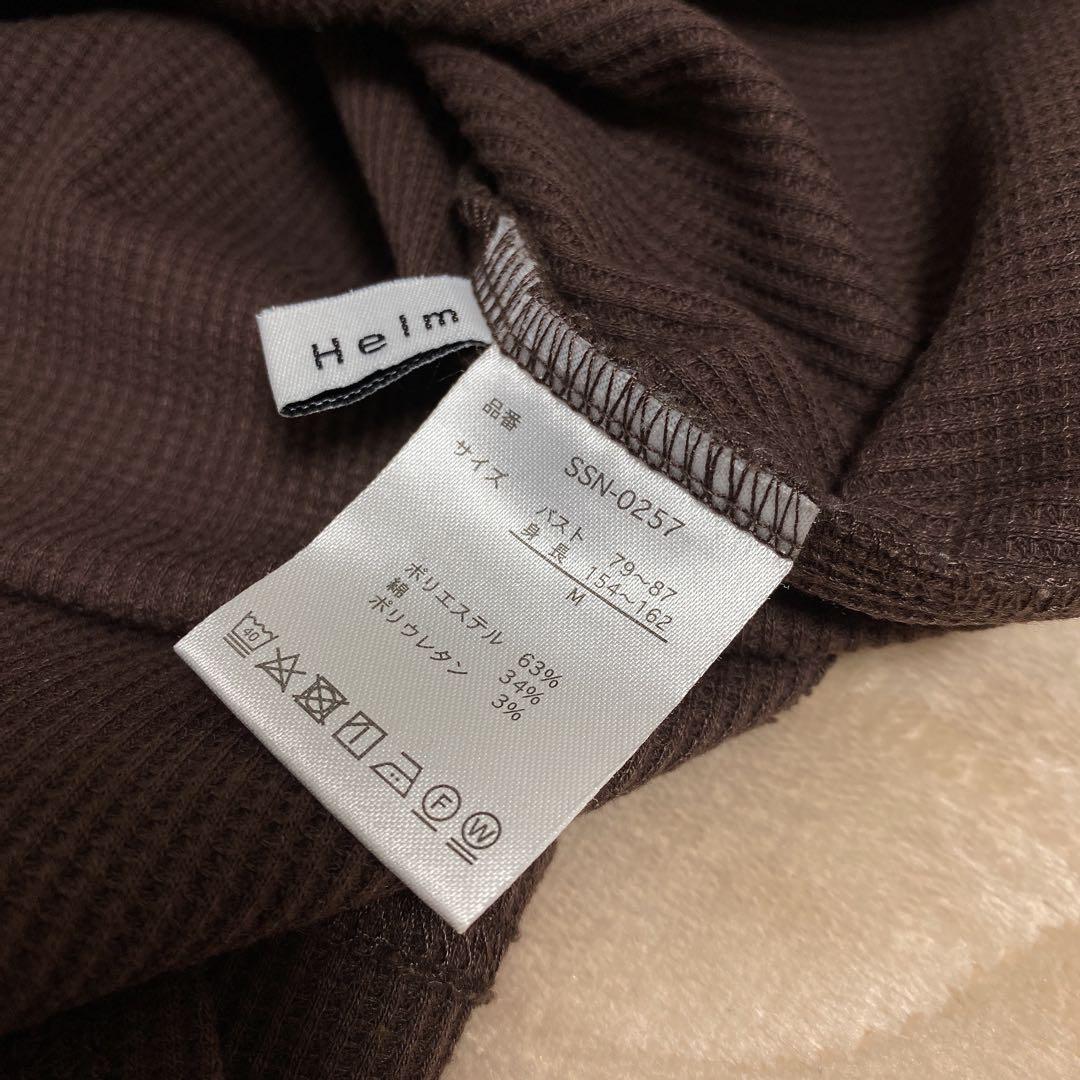 Helm
品番 SSN-0257
サイズ
バスト 79~87
身長 154~162
M
ポリエステル 63%
綿 34%
ポリウレタン 3%
40
F
W